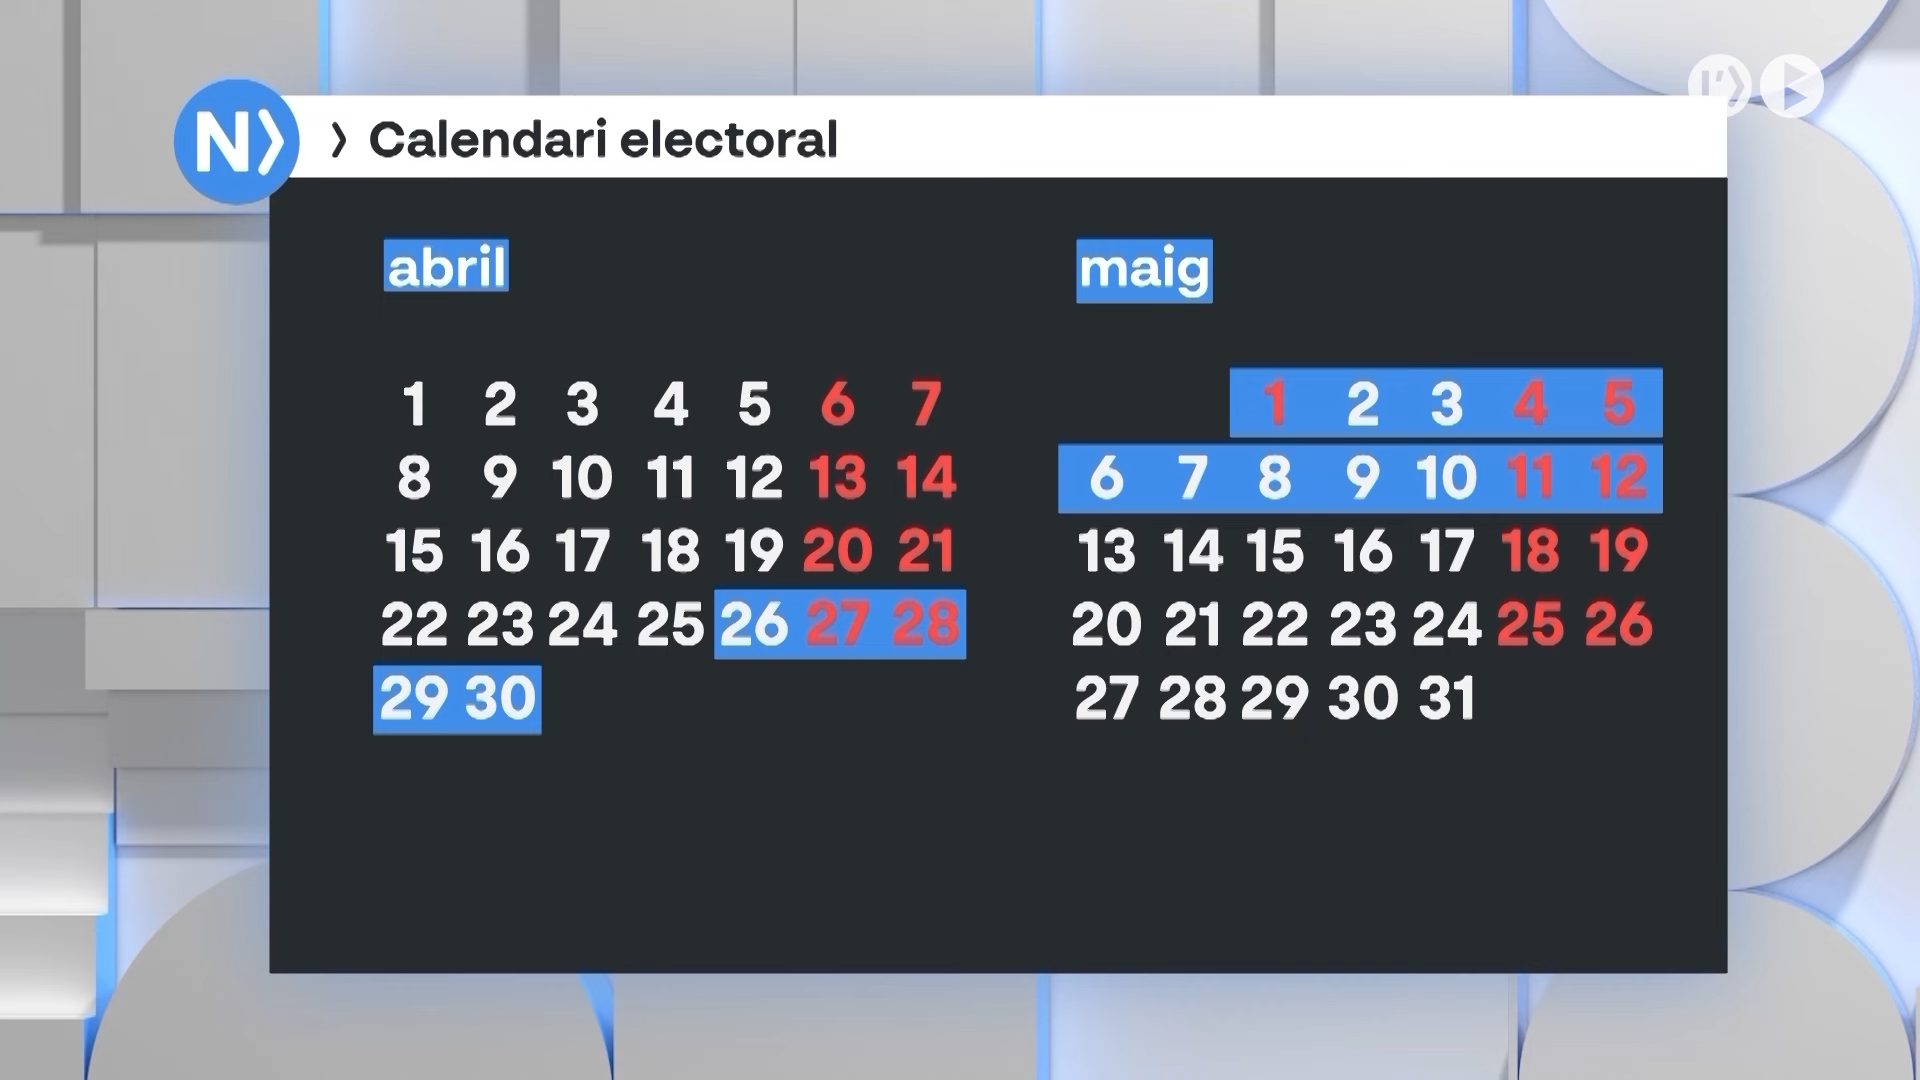 N
Calendari electoral
abril
1 2 3 4 5 6 7
8 9 10 11 12 13 14
15 16 17 18 19 20 21
22 23 24 25 26 27 28
29 30
maig
1 2 3 4 5
6 7 8 9 10 11 12
13 14 15 16 17 18 19
20 21 22 23 24 25 26
27 28 29 30 31